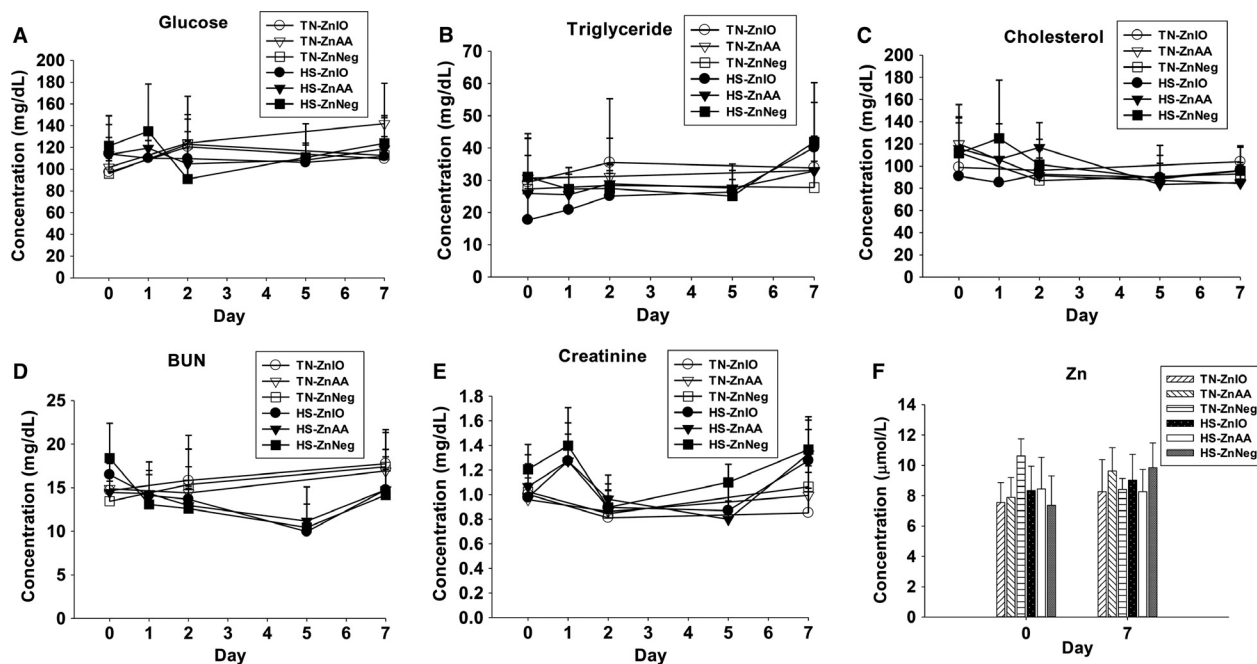 A
Glucose
TN-ZnIO
TN-ZnAA
TN-ZnNeg
HS-ZnIO
HS-ZnAA
HS-ZnNeg
Concentration (mg/dL)
200
180
160
140
120
100
80
60
40
20
0
0 1 2 3 4 5 6 7
Day
B
Triglyceride
TN-ZnIO
TN-ZnAA
TN-ZnNeg
HS-ZnIO
HS-ZnAA
HS-ZnNeg
Concentration (mg/dL)
70
60
50
40
30
20
10
0
0 1 2 3 4 5 6 7
Day
C
Cholesterol
TN-ZnIO
TN-ZnAA
TN-ZnNeg
HS-ZnIO
HS-ZnAA
HS-ZnNeg
Concentration (mg/dL)
200
180
160
140
120
100
80
60
40
20
0
0 1 2 3 4 5 6 7
Day
D
BUN
TN-ZnIO
TN-ZnAA
TN-ZnNeg
HS-ZnIO
HS-ZnAA
HS-ZnNeg
Concentration (mg/dL)
25
20
15
10
5
0
0 1 2 3 4 5 6 7
Day
E
Creatinine
TN-ZnIO
TN-ZnAA
TN-ZnNeg
HS-ZnIO
HS-ZnAA
HS-ZnNeg
Concentration (mg/dL)
1.8
1.6
1.4
1.2
1.0
0.8
0.6
0.4
0.2
0.0
0 1 2 3 4 5 6 7
Day
F
Zn
TN-ZnIO
TN-ZnAA
TN-ZnNeg
HS-ZnIO
HS-ZnAA
HS-ZnNeg
Concentration (μmol/L)
14
12
10
8
6
4
2
0
0 7
Day